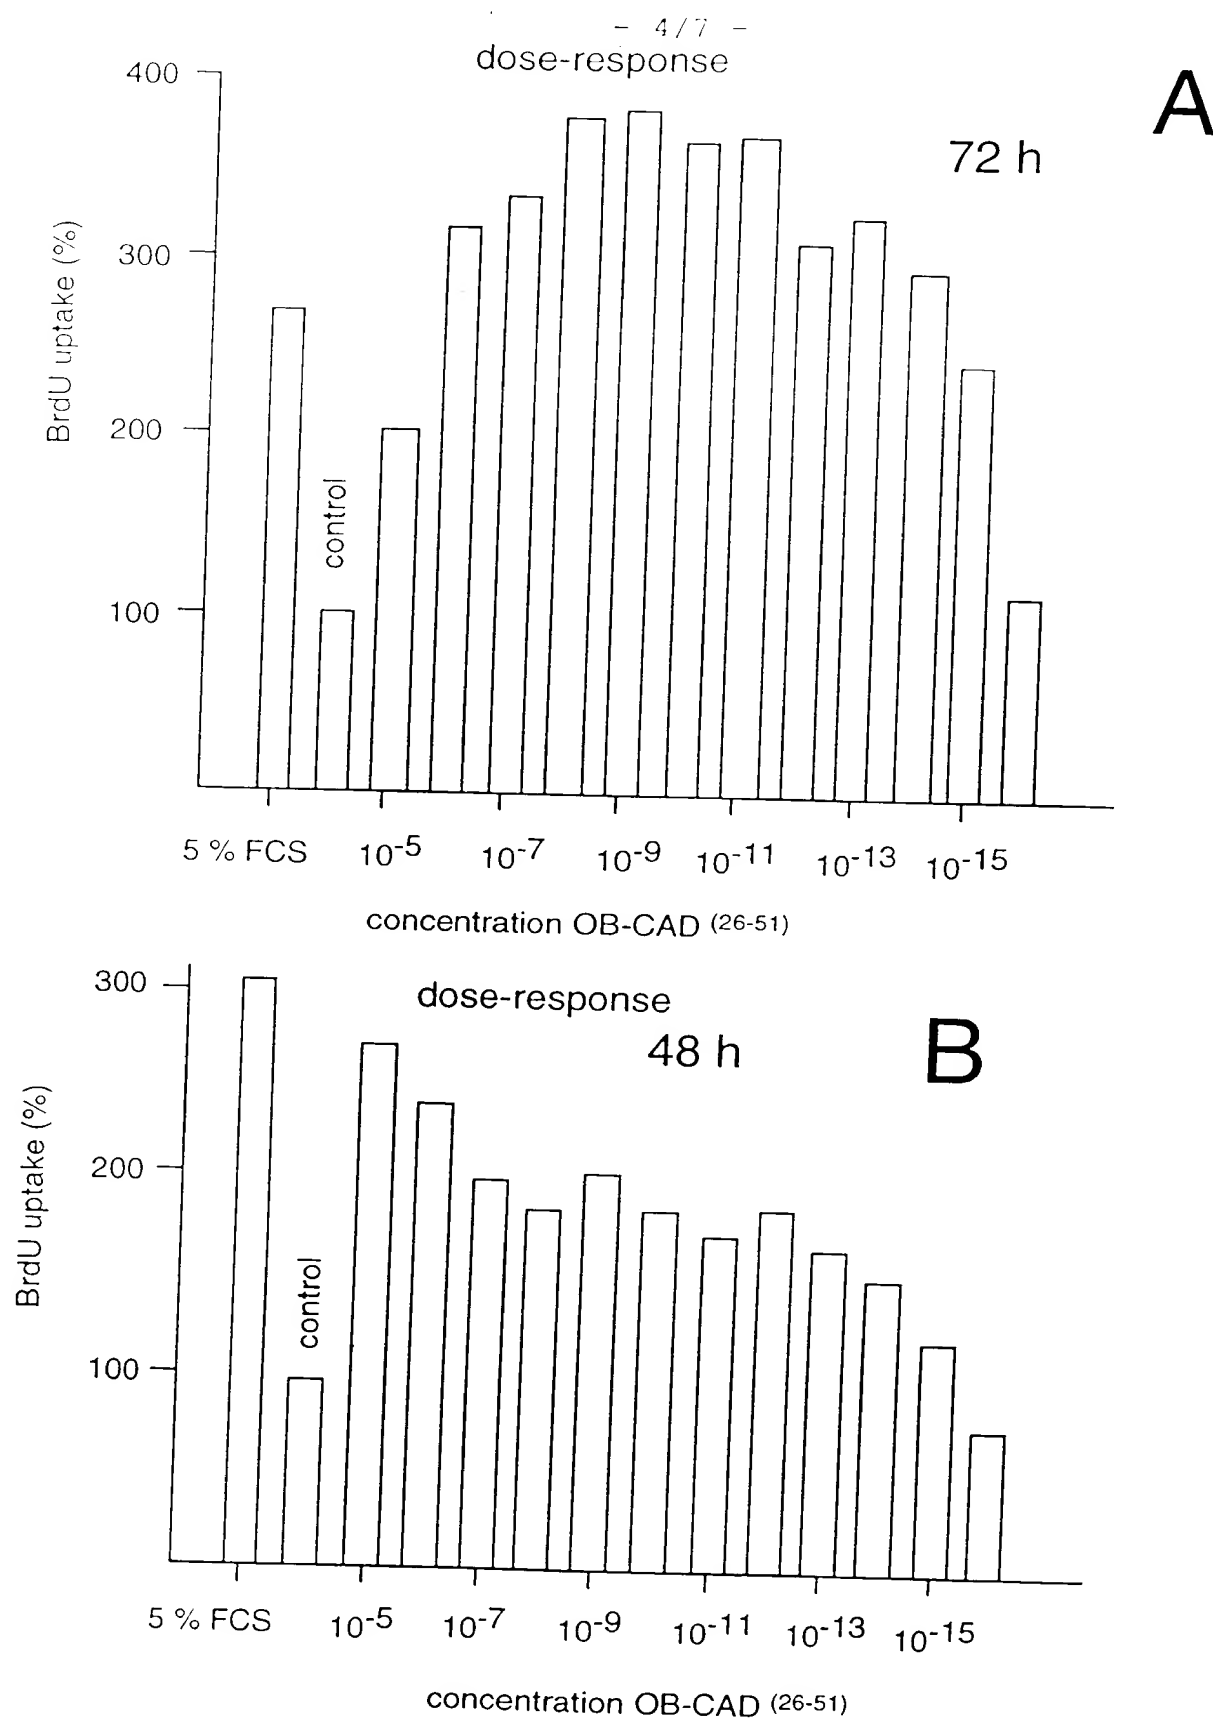 - 4/7 -
dose-response
A
72 h
400
300
200
100
BrdU uptake (%)
control
5 % FCS 10-5 10-7 10-9 10-11 10-13 10-15
concentration OB-CAD (26-51)
dose-response
B
48 h
300
200
100
BrdU uptake (%)
control
5 % FCS 10-5 10-7 10-9 10-11 10-13 10-15
concentration OB-CAD (26-51)